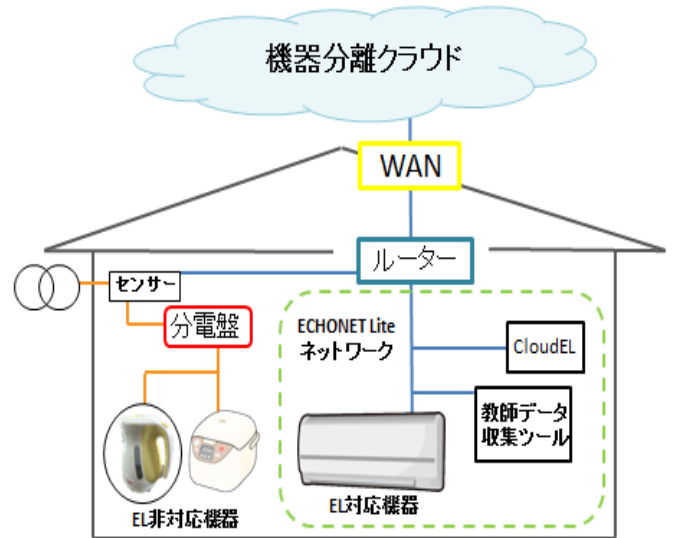 機器分離クラウド
WAN
ルーター
センサー
分電盤
ECHONET Lite
ネットワーク
CloudEL
教師データ
収集ツール
EL非対応機器
EL対応機器